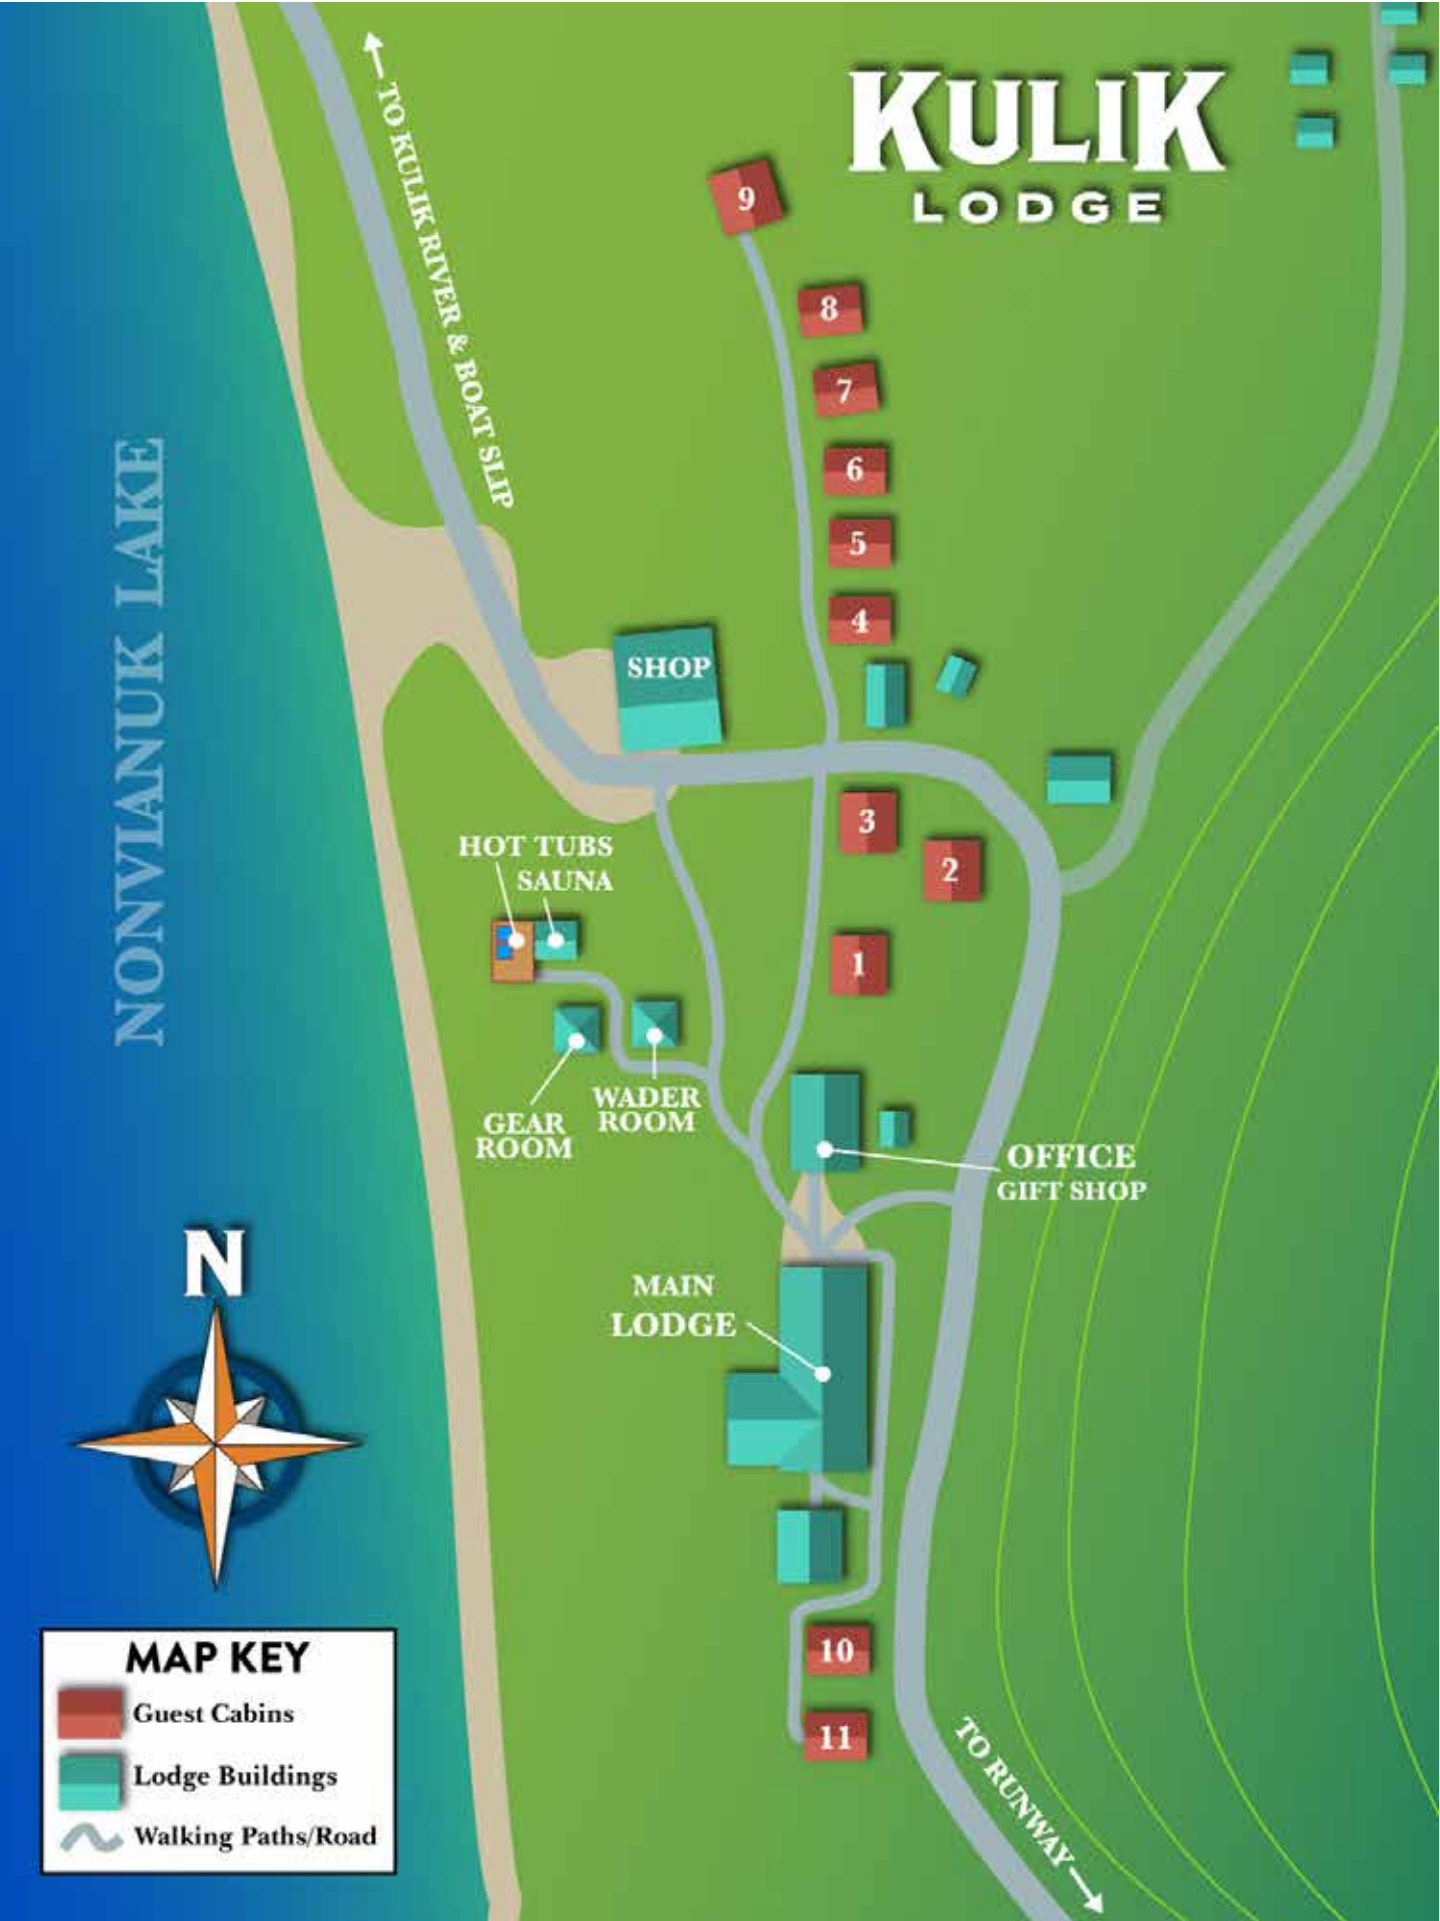 KULIK
LODGE
TO KULIK RIVER & BOAT SLIP
9
8
7
6
5
4
SHOP
NONVIANUK LAKE
3
2
HOT TUBS
SAUNA
1
WADER
ROOM
GEAR
ROOM
OFFICE
GIFT SHOP
MAIN
LODGE
N
10
11
TO RUNWAY
MAP KEY
Guest Cabins
Lodge Buildings
Walking Paths/Road